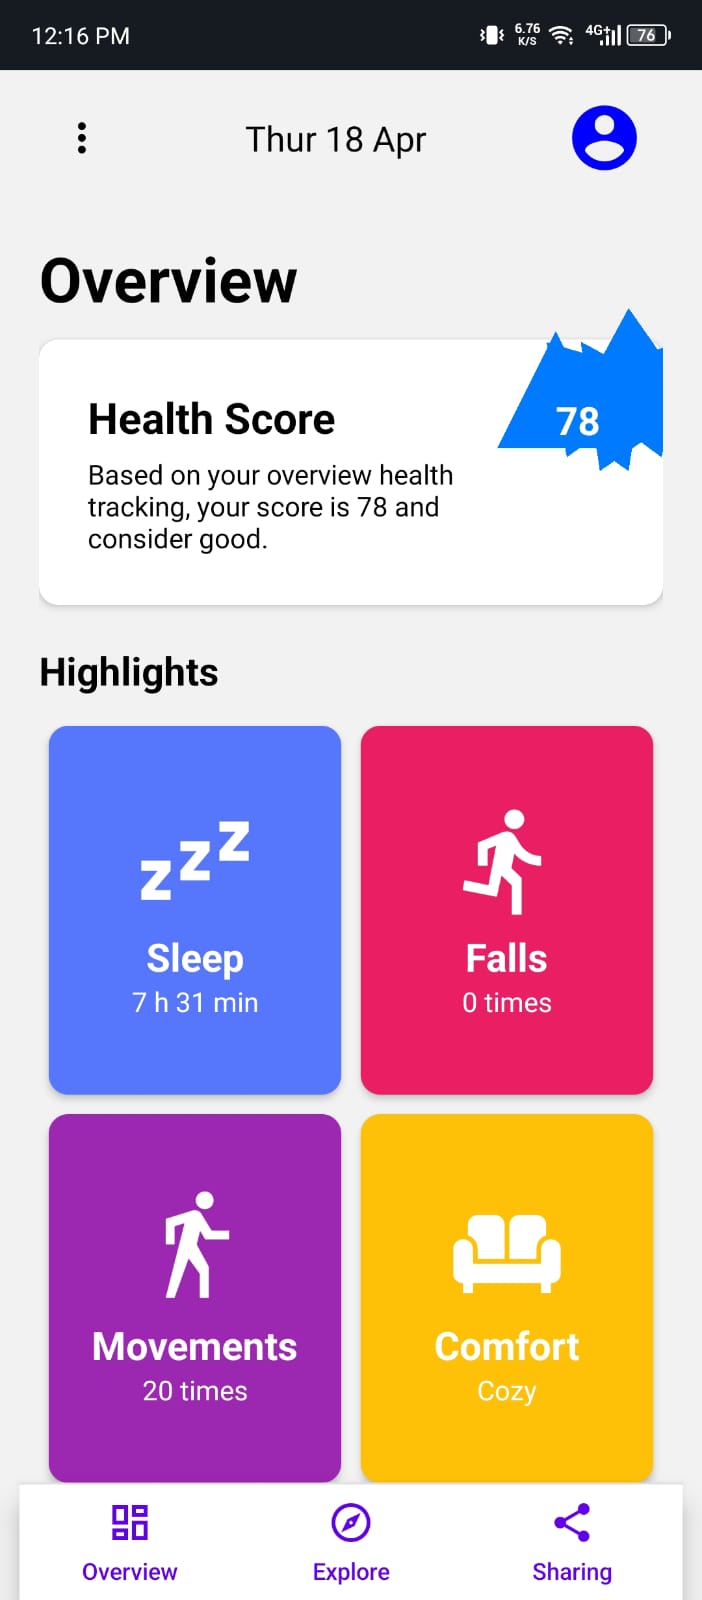 12:16 PM
6.76
K/S
4G+
76
Thur 18 Apr
Overview
Health Score
78
Based on your overview health
tracking, your score is 78 and
consider good.
Highlights
zzz
Sleep
7 h 31 min
Falls
0 times
Movements
20 times
Comfort
Cozy
Overview
Explore
Sharing